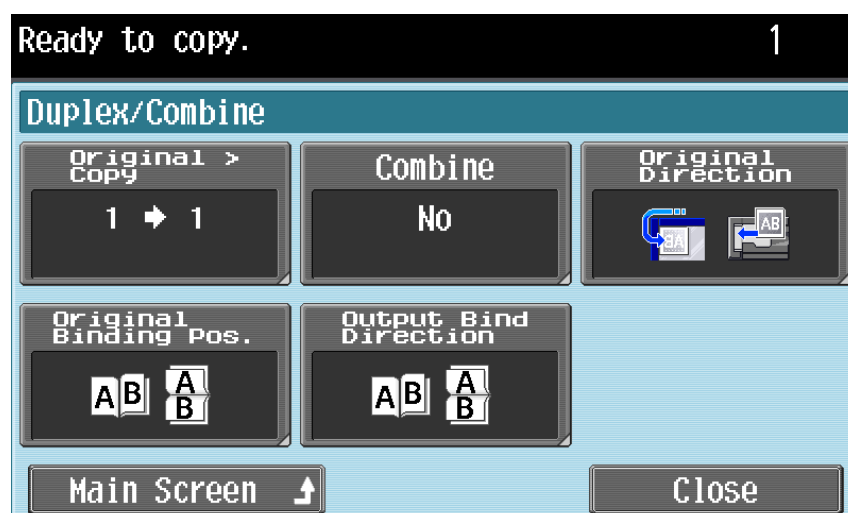 Ready to copy.
1
Duplex/Combine
Original >
Copy
1 → 1
Combine
No
Original
Direction
AB
AB
Original
Binding Pos.
A B
A
B
Output Bind
Direction
A B
A
B
Main Screen
Close